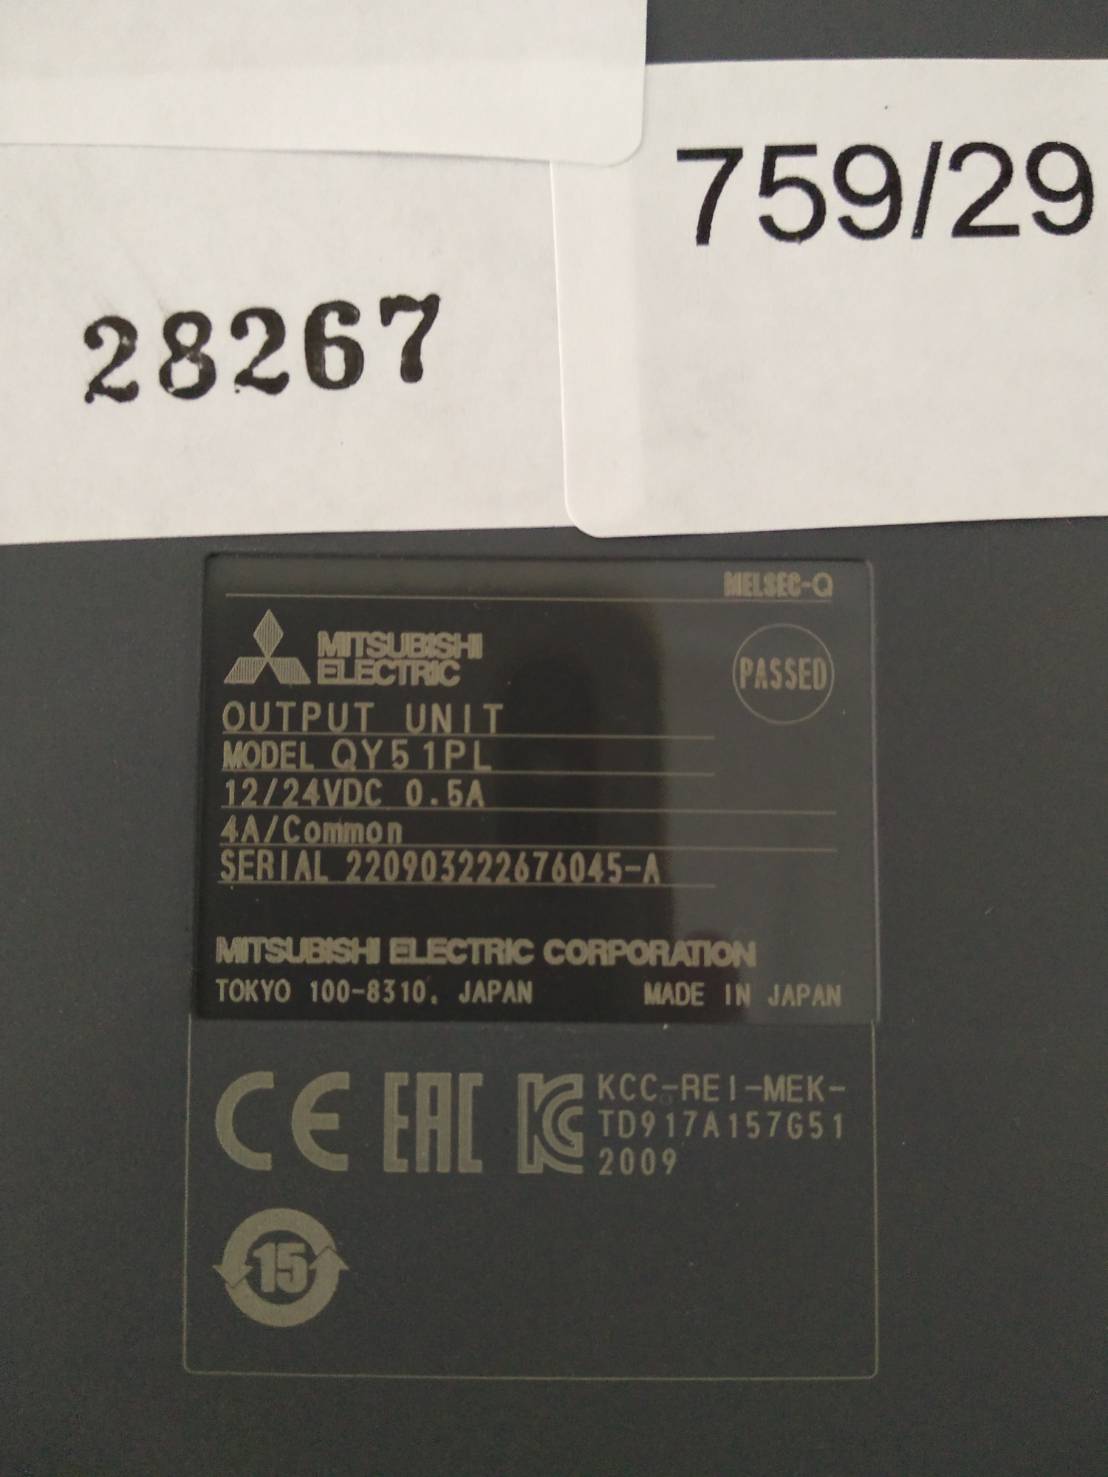 759/29
28267
MELSEC-Q
MITSUBISHI
ELECTRIC
PASSED
OUTPUT UNIT
MODEL QY51PL
12/24VDC 0.5A
4A/Common
SERIAL 220903222676045-A
MITSUBISHI ELECTRIC CORPORATION
TOKYO 100-8310, JAPAN MADE IN JAPAN
CE EAC KC KCC-REI-MEK-
TD917A157G51
2009
15